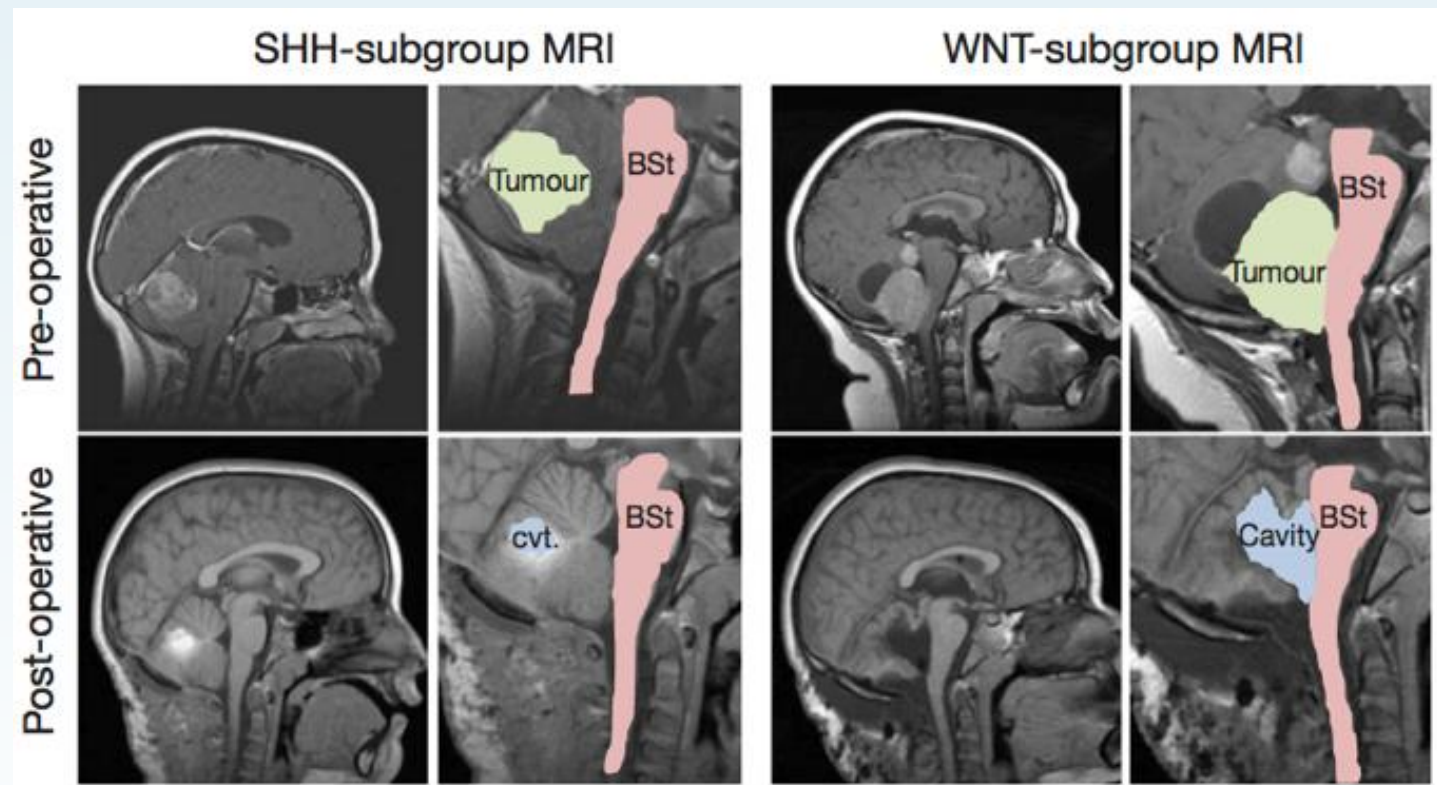 SHH-subgroup MRI
WNT-subgroup MRI
Pre-operative
Tumour
BSt
Tumour
BSt
Post-operative
cvt.
BSt
Cavity
BSt